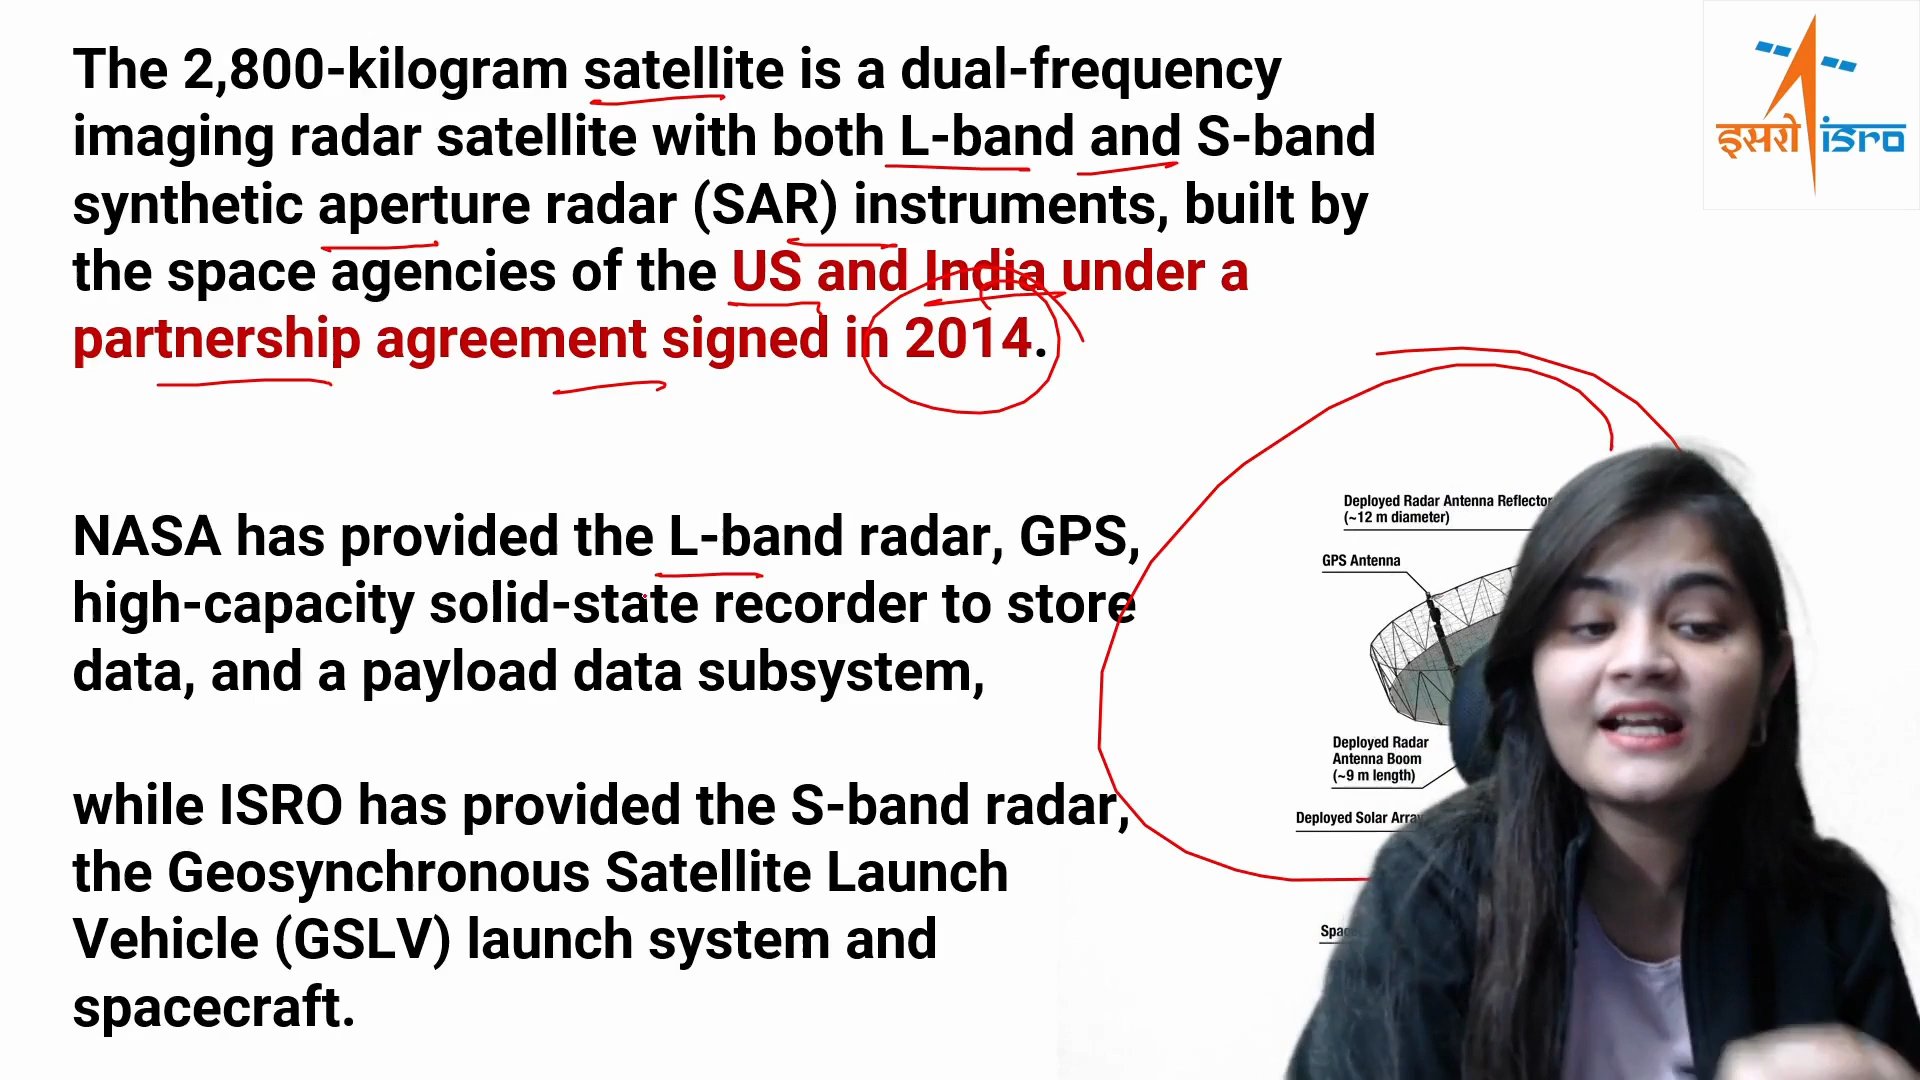 The 2,800-kilogram satellite is a dual-frequency
imaging radar satellite with both L-band and S-band
synthetic aperture radar (SAR) instruments, built by
the space agencies of the US and India under a
partnership agreement signed in 2014.
इसरो isro
NASA has provided the L-band radar, GPS,
high-capacity solid-state recorder to store
data, and a payload data subsystem,
while ISRO has provided the S-band radar,
the Geosynchronous Satellite Launch
Vehicle (GSLV) launch system and
spacecraft.
Deployed Radar Antenna Reflector
(~12 m diameter)
GPS Antenna
Deployed Radar
Antenna Boom
(~9 m length)
Deployed Solar